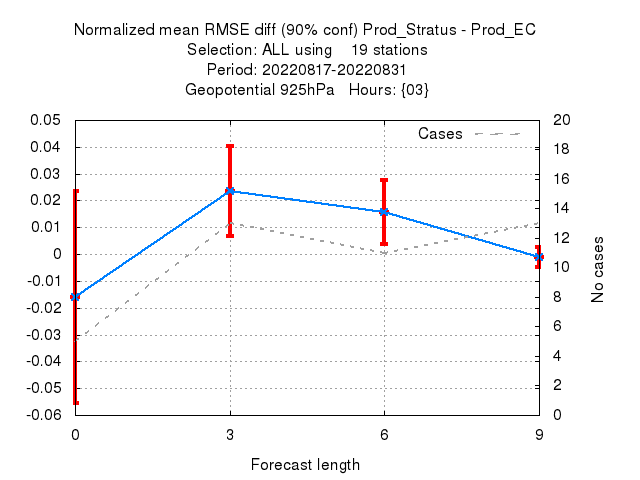 Normalized mean RMSE diff (90% conf) Prod_Stratus - Prod_EC
Selection: ALL using    19 stations
Period: 20220817-20220831
Geopotential 925hPa   Hours: {03}
Cases
0.05
0.04
0.03
0.02
0.01
0
-0.01
-0.02
-0.03
-0.04
-0.05
-0.06
20
18
16
14
12
10
8
6
4
2
0
No cases
0 3 6 9
Forecast length